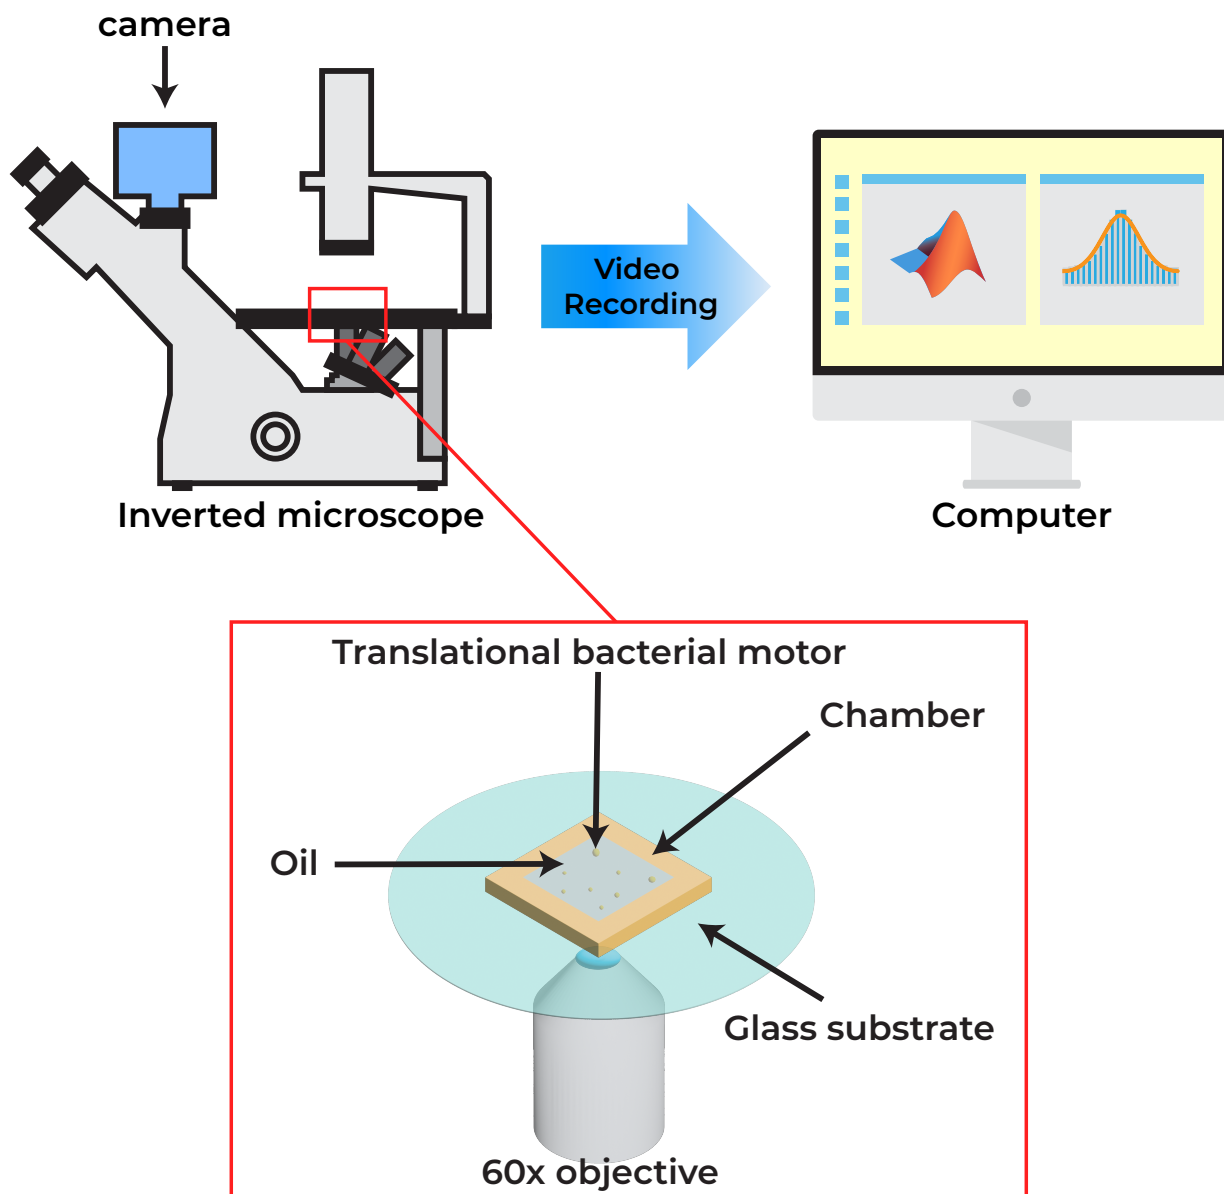 camera
Video
Recording
Inverted microscope
Computer
Translational bacterial motor
Chamber
Oil
Glass substrate
60x objective